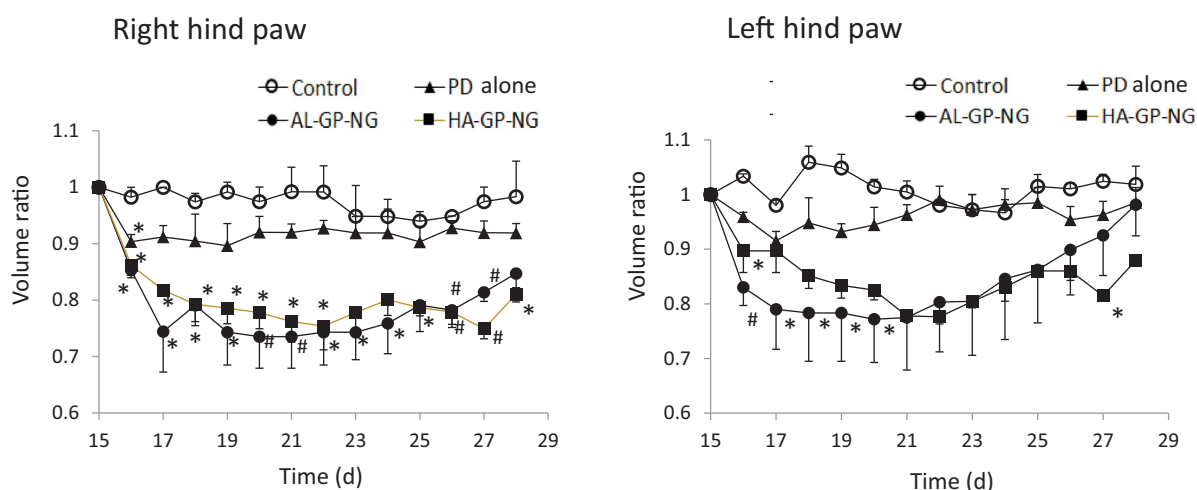 Right hind paw
Control PD alone
AL-GP-NG HA-GP-NG
1.1
1
0.9
0.8
0.7
0.6
Volume ratio
* * * * * * * * * # #
* * * # # * * * * # # *
15 17 19 21 23 25 27 29
Time (d)
Left hind paw
Control PD alone
AL-GP-NG HA-GP-NG
1.1
1
0.9
0.8
0.7
0.6
Volume ratio
* *
# * * * *
15 17 19 21 23 25 27 29
Time (d)